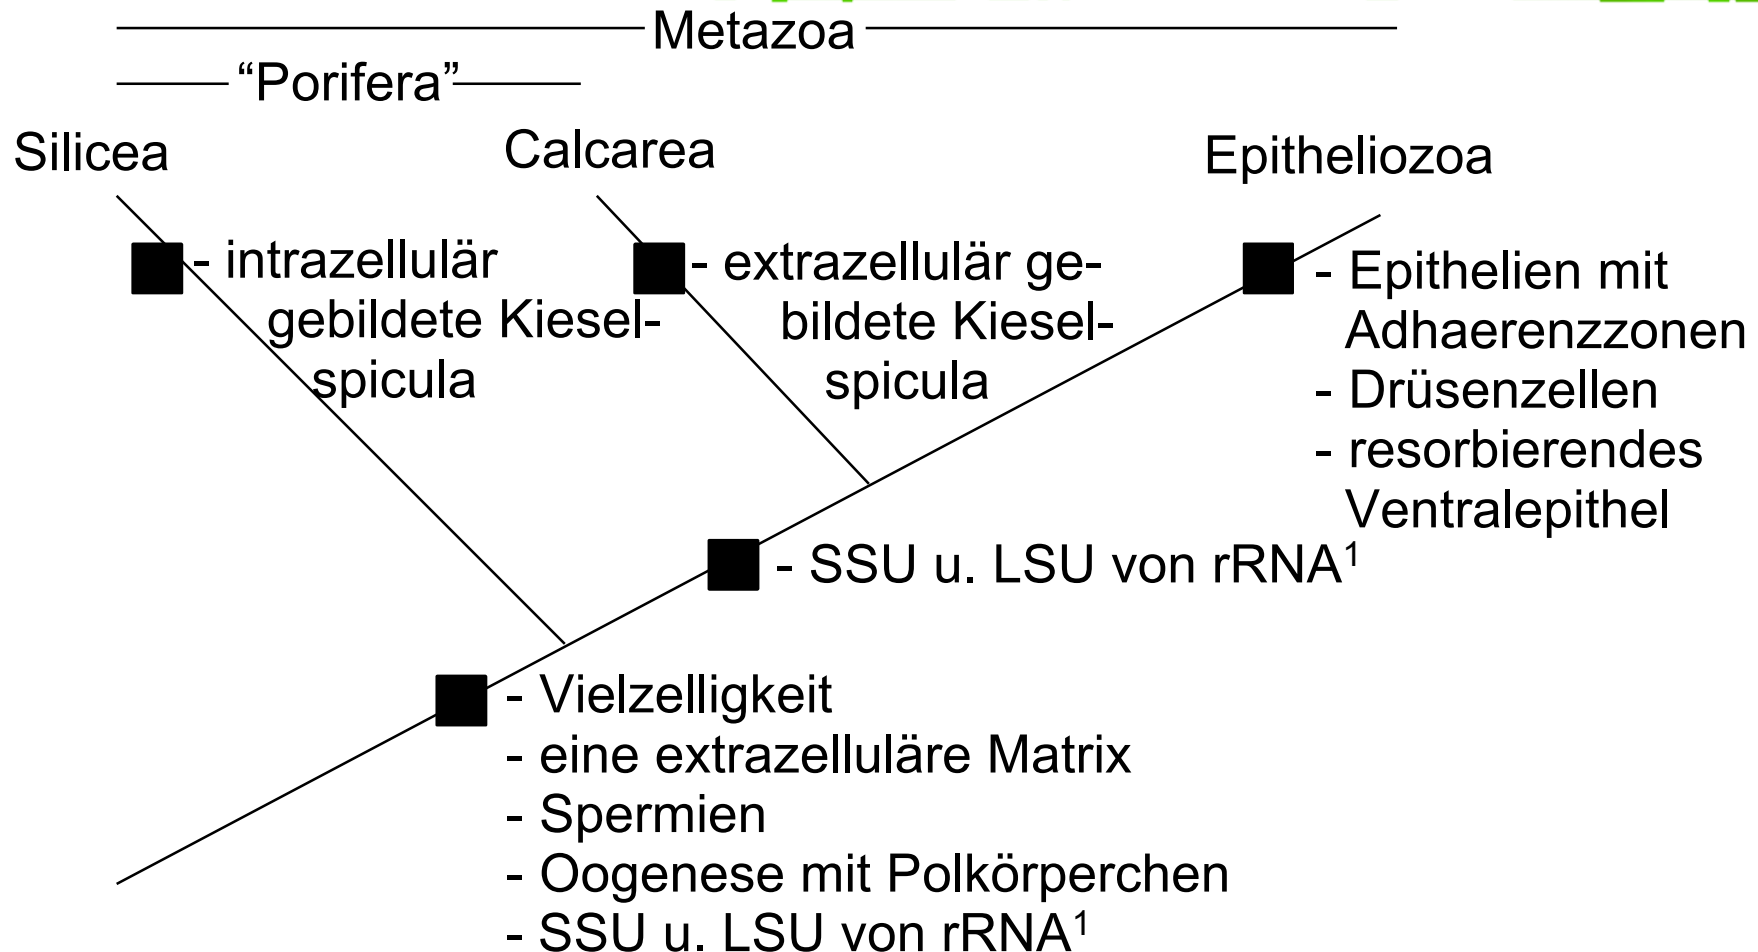 Metazoa
“Porifera”
Silicea
Calcarea
Epitheliozoa
- intrazellulär
gebildete Kiesel-
spicula
- extrazellulär ge-
bildete Kiesel-
spicula
- Epithelien mit
Adhaerenzzonen
- Drüsenzellen
- resorbierendes
Ventralepithel
- SSU u. LSU von rRNA¹
- Vielzelligkeit
- eine extrazelluläre Matrix
- Spermien
- Oogenese mit Polkörperchen
- SSU u. LSU von rRNA¹